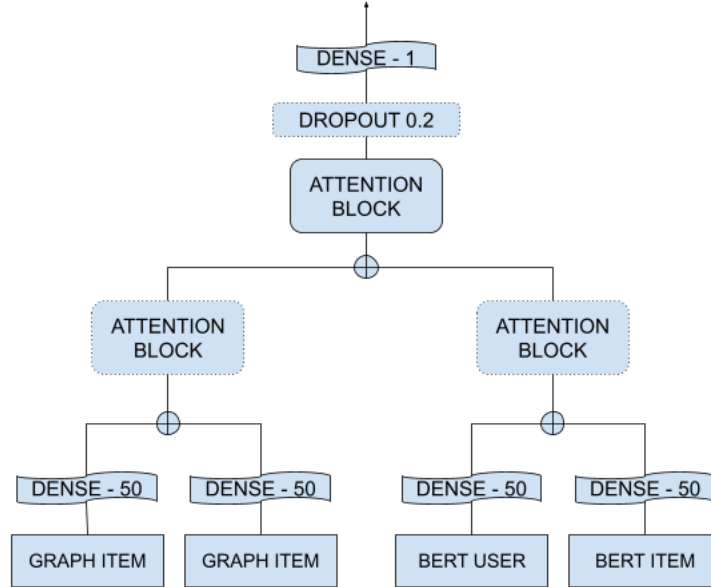 DENSE - 1
DROPOUT 0.2
ATTENTION
BLOCK
ATTENTION
BLOCK
ATTENTION
BLOCK
DENSE - 50
DENSE - 50
DENSE - 50
DENSE - 50
GRAPH ITEM
GRAPH ITEM
BERT USER
BERT ITEM